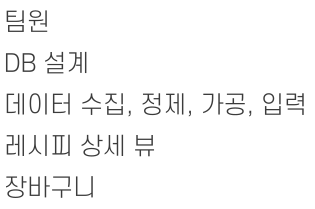 팀원
DB 설계
데이터 수집, 정제, 가공, 입력
레시피 상세 뷰
장바구니